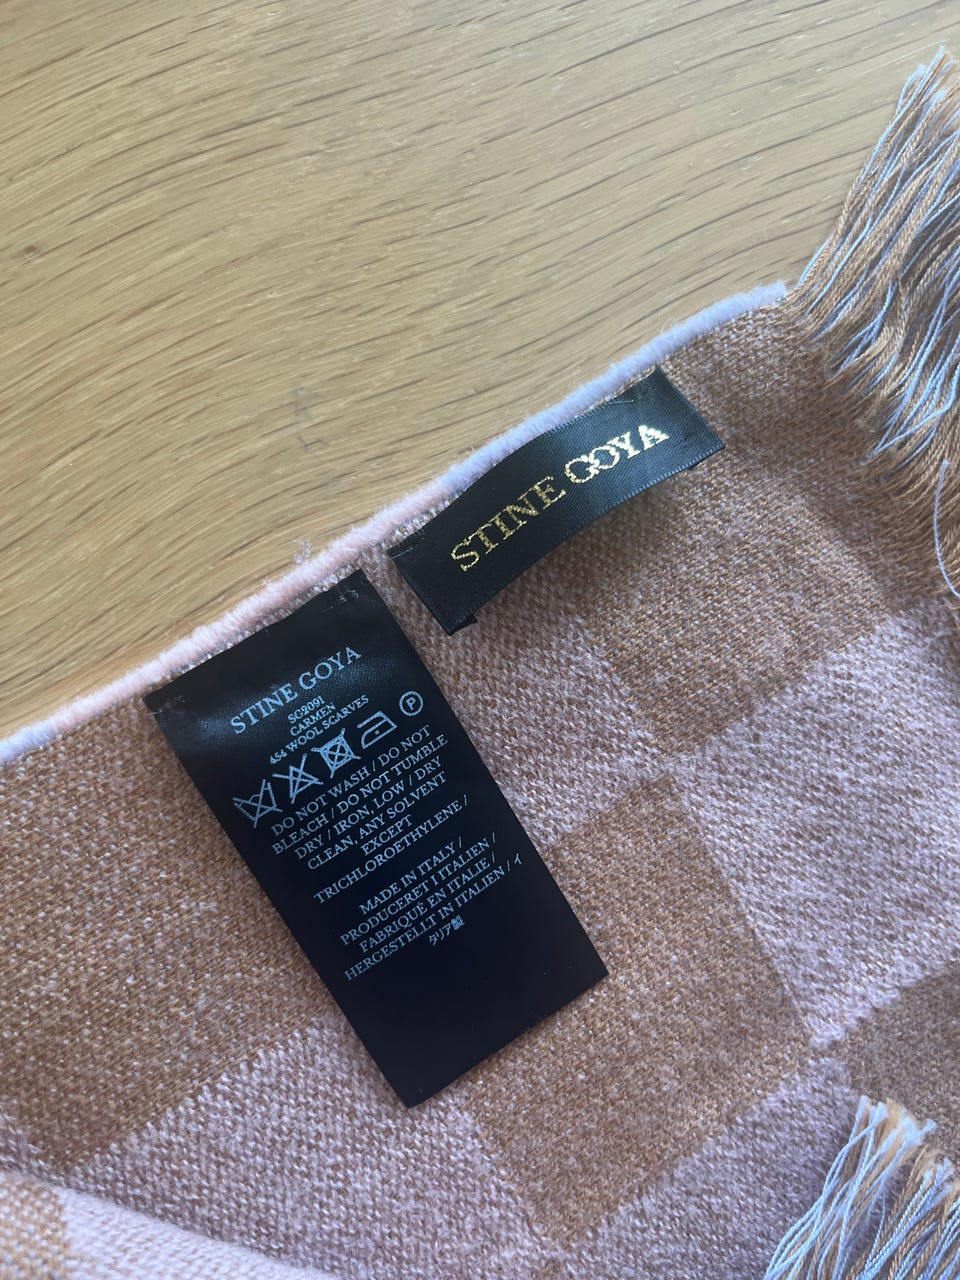 STINE GOYA
STINE GOYA
SC2091
CARMEN
454 WOOL SCARVES
P
DO NOT WASH / DO NOT
BLEACH / DO NOT TUMBLE
DRY / IRON, LOW / DRY
CLEAN, ANY SOLVENT
EXCEPT
TRICHLOROETHYLENE /
MADE IN ITALY /
PRODUCERET I ITALIEN /
FABRIQUÉ EN ITALIE /
HERGESTELLT IN ITALIEN / イ
タリア製